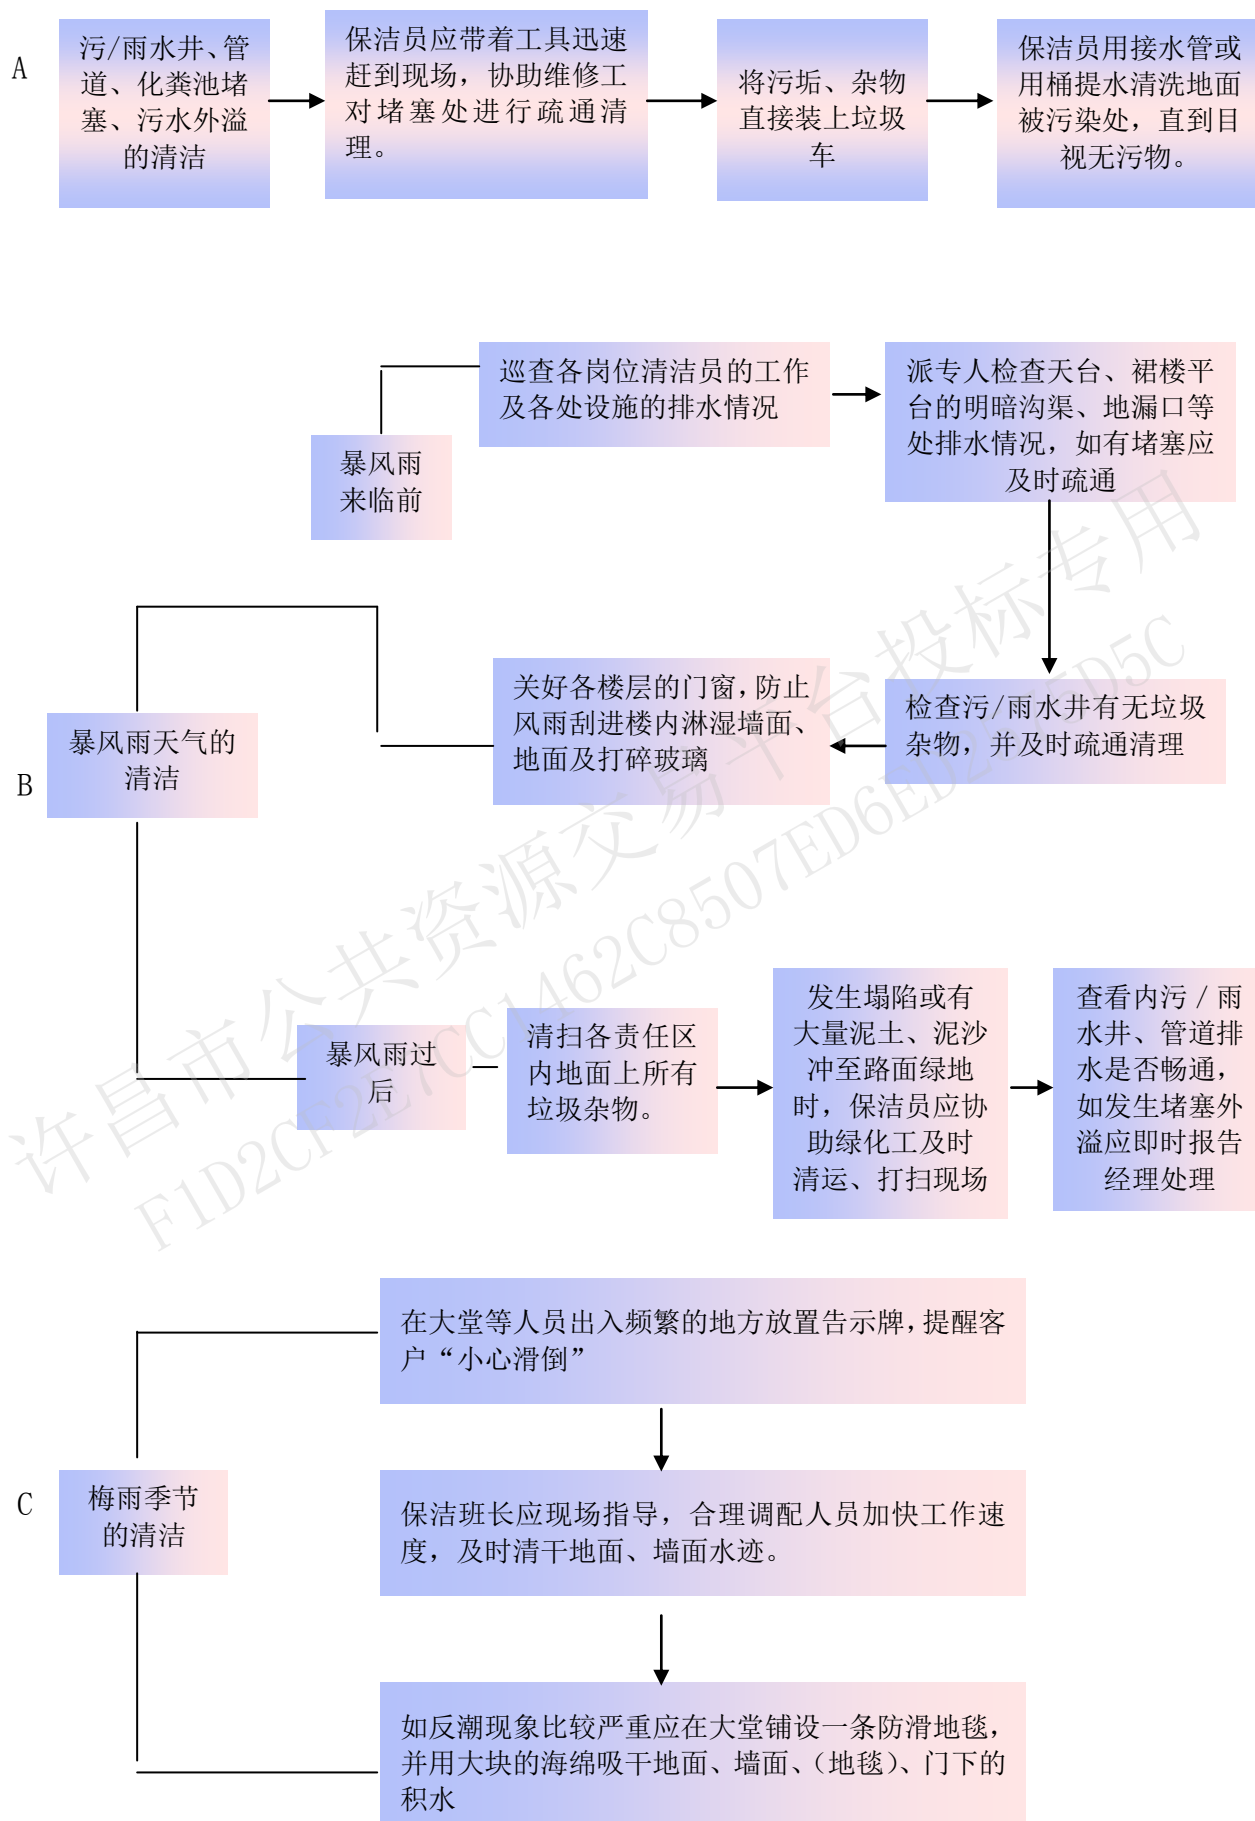 A
污/雨水井、管
道、化粪池堵
塞、污水外溢
的清洁
保洁员应带着工具迅速
赶到现场，协助维修工
对堵塞处进行疏通清
理。
将污垢、杂物
直接装上垃圾
车
保洁员用接水管或
用桶提水清洗地面
被污染处，直到目
视无污物。
巡查各岗位清洁员的工作
及各处设施的排水情况
派专人检查天台、裙楼平
台的明暗沟渠、地漏口等
处排水情况，如有堵塞应
及时疏通
暴风雨
来临前
B
暴风雨天气的
清洁
关好各楼层的门窗，防止
风雨刮进楼内淋湿墙面、
地面及打碎玻璃
检查污/雨水井有无垃圾
杂物，并及时疏通清理
暴风雨过
后
清扫各责任区
内地面上所有
垃圾杂物。
发生塌陷或有
大量泥土、泥沙
冲至路面绿地
时，保洁员应协
助绿化工及时
清运、打扫现场
查看内污/雨
水井、管道排
水是否畅通，
如发生堵塞外
溢应即时报告
经理处理
C
梅雨季节
的清洁
在大堂等人员出入频繁的地方放置告示牌，提醒客
户“小心滑倒”
保洁班长应现场指导，合理调配人员加快工作速
度，及时清干地面、墙面水迹。
如反潮现象比较严重应在大堂铺设一条防滑地毯，
并用大块的海绵吸干地面、墙面、（地毯）、门下的
积水
许昌市公共资源交易平台投标专用